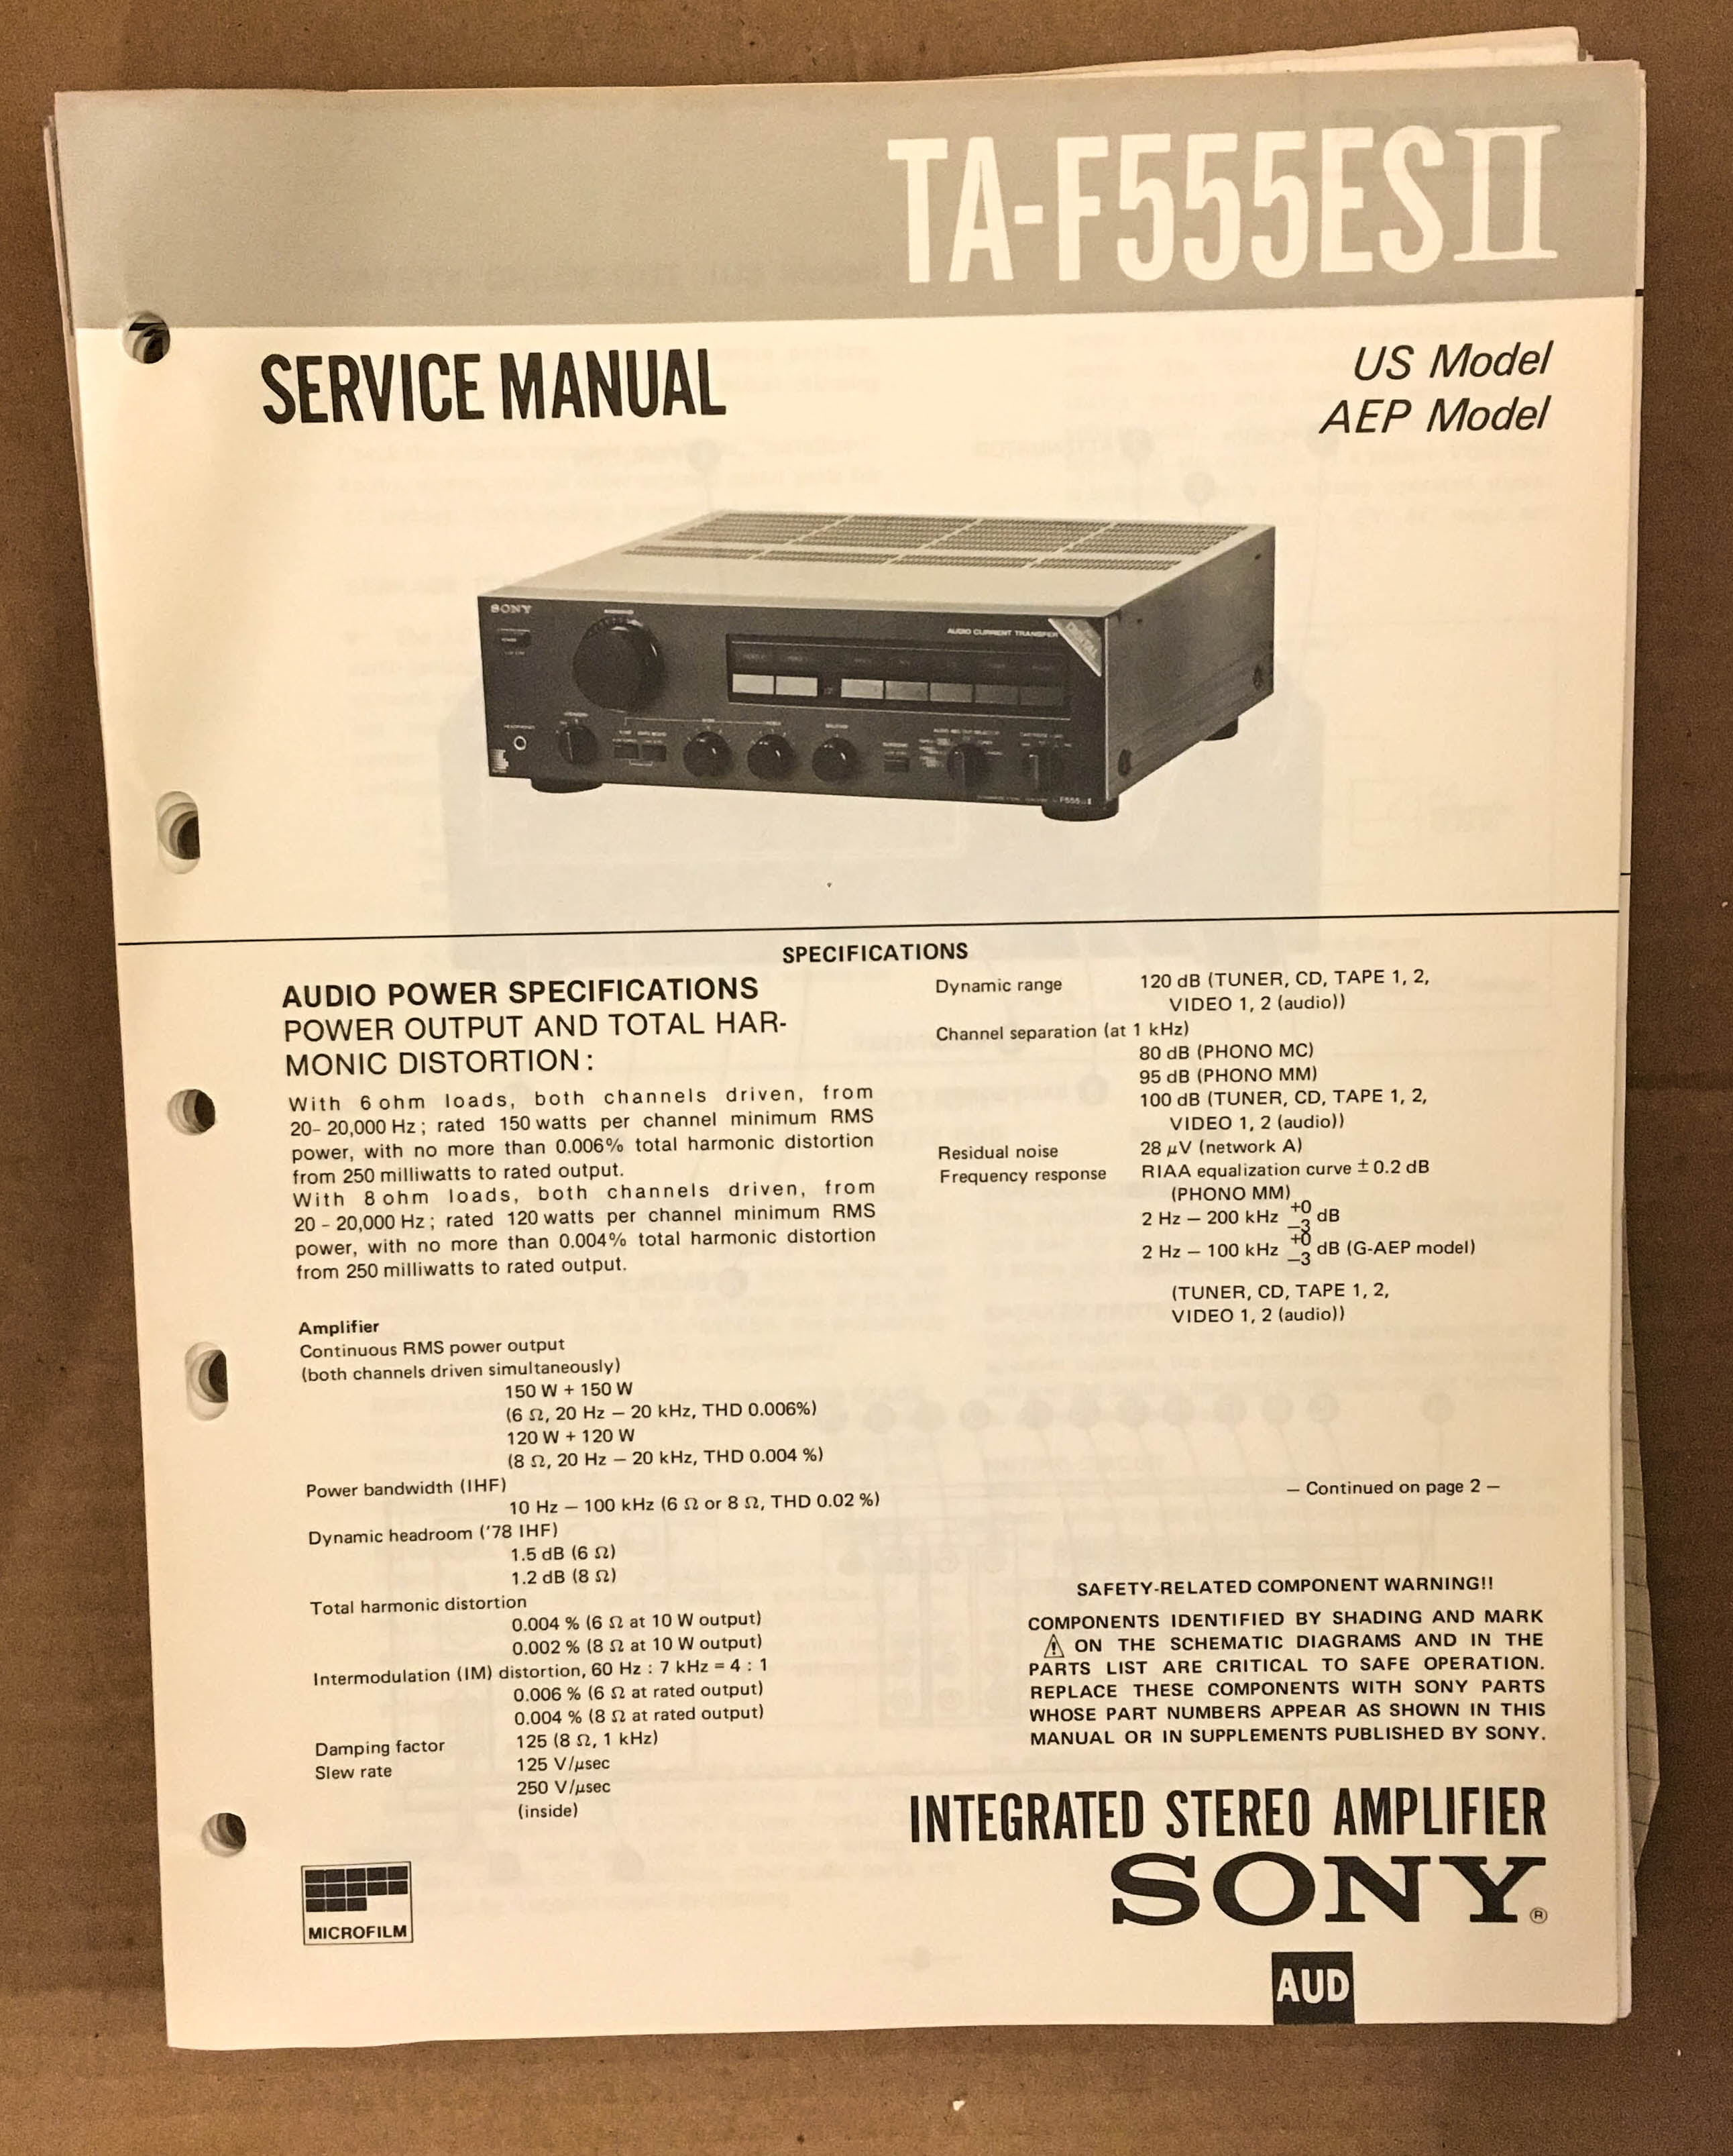 TA-F555ESII
SERVICE MANUAL
US Model
AEP Model
SONY
POWER
AUDIO CURRENT TRANSFER
DIGITAL
SPECIFICATIONS
AUDIO POWER SPECIFICATIONS
POWER OUTPUT AND TOTAL HAR-
MONIC DISTORTION:
With 6 ohm loads, both channels driven, from
20– 20,000 Hz; rated 150 watts per channel minimum RMS
power, with no more than 0.006% total harmonic distortion
from 250 milliwatts to rated output.
With 8 ohm loads, both channels driven, from
20 – 20,000 Hz; rated 120 watts per channel minimum RMS
power, with no more than 0.004% total harmonic distortion
from 250 milliwatts to rated output.
Amplifier
Continuous RMS power output
(both channels driven simultaneously)
150 W + 150 W
(6 Ω, 20 Hz – 20 kHz, THD 0.006%)
120 W + 120 W
(8 Ω, 20 Hz – 20 kHz, THD 0.004 %)
Power bandwidth (IHF)
10 Hz – 100 kHz (6 Ω or 8 Ω, THD 0.02 %)
Dynamic headroom ('78 IHF)
1.5 dB (6 Ω)
1.2 dB (8 Ω)
Total harmonic distortion
0.004 % (6 Ω at 10 W output)
0.002 % (8 Ω at 10 W output)
Intermodulation (IM) distortion, 60 Hz : 7 kHz = 4 : 1
0.006 % (6 Ω at rated output)
0.004 % (8 Ω at rated output)
Damping factor 125 (8 Ω, 1 kHz)
Slew rate 125 V/μsec
250 V/μsec
(inside)
MICROFILM
Dynamic range 120 dB (TUNER, CD, TAPE 1, 2,
VIDEO 1, 2 (audio))
Channel separation (at 1 kHz)
80 dB (PHONO MC)
95 dB (PHONO MM)
100 dB (TUNER, CD, TAPE 1, 2,
VIDEO 1, 2 (audio))
Residual noise 28 μV (network A)
Frequency response RIAA equalization curve ± 0.2 dB
(PHONO MM)
2 Hz – 200 kHz +0 –3 dB
2 Hz – 100 kHz +0 –3 dB (G-AEP model)
(TUNER, CD, TAPE 1, 2,
VIDEO 1, 2 (audio))
– Continued on page 2 –
SAFETY-RELATED COMPONENT WARNING!!
COMPONENTS IDENTIFIED BY SHADING AND MARK
⚠ ON THE SCHEMATIC DIAGRAMS AND IN THE
PARTS LIST ARE CRITICAL TO SAFE OPERATION.
REPLACE THESE COMPONENTS WITH SONY PARTS
WHOSE PART NUMBERS APPEAR AS SHOWN IN THIS
MANUAL OR IN SUPPLEMENTS PUBLISHED BY SONY.
INTEGRATED STEREO AMPLIFIER
SONY®
AUD